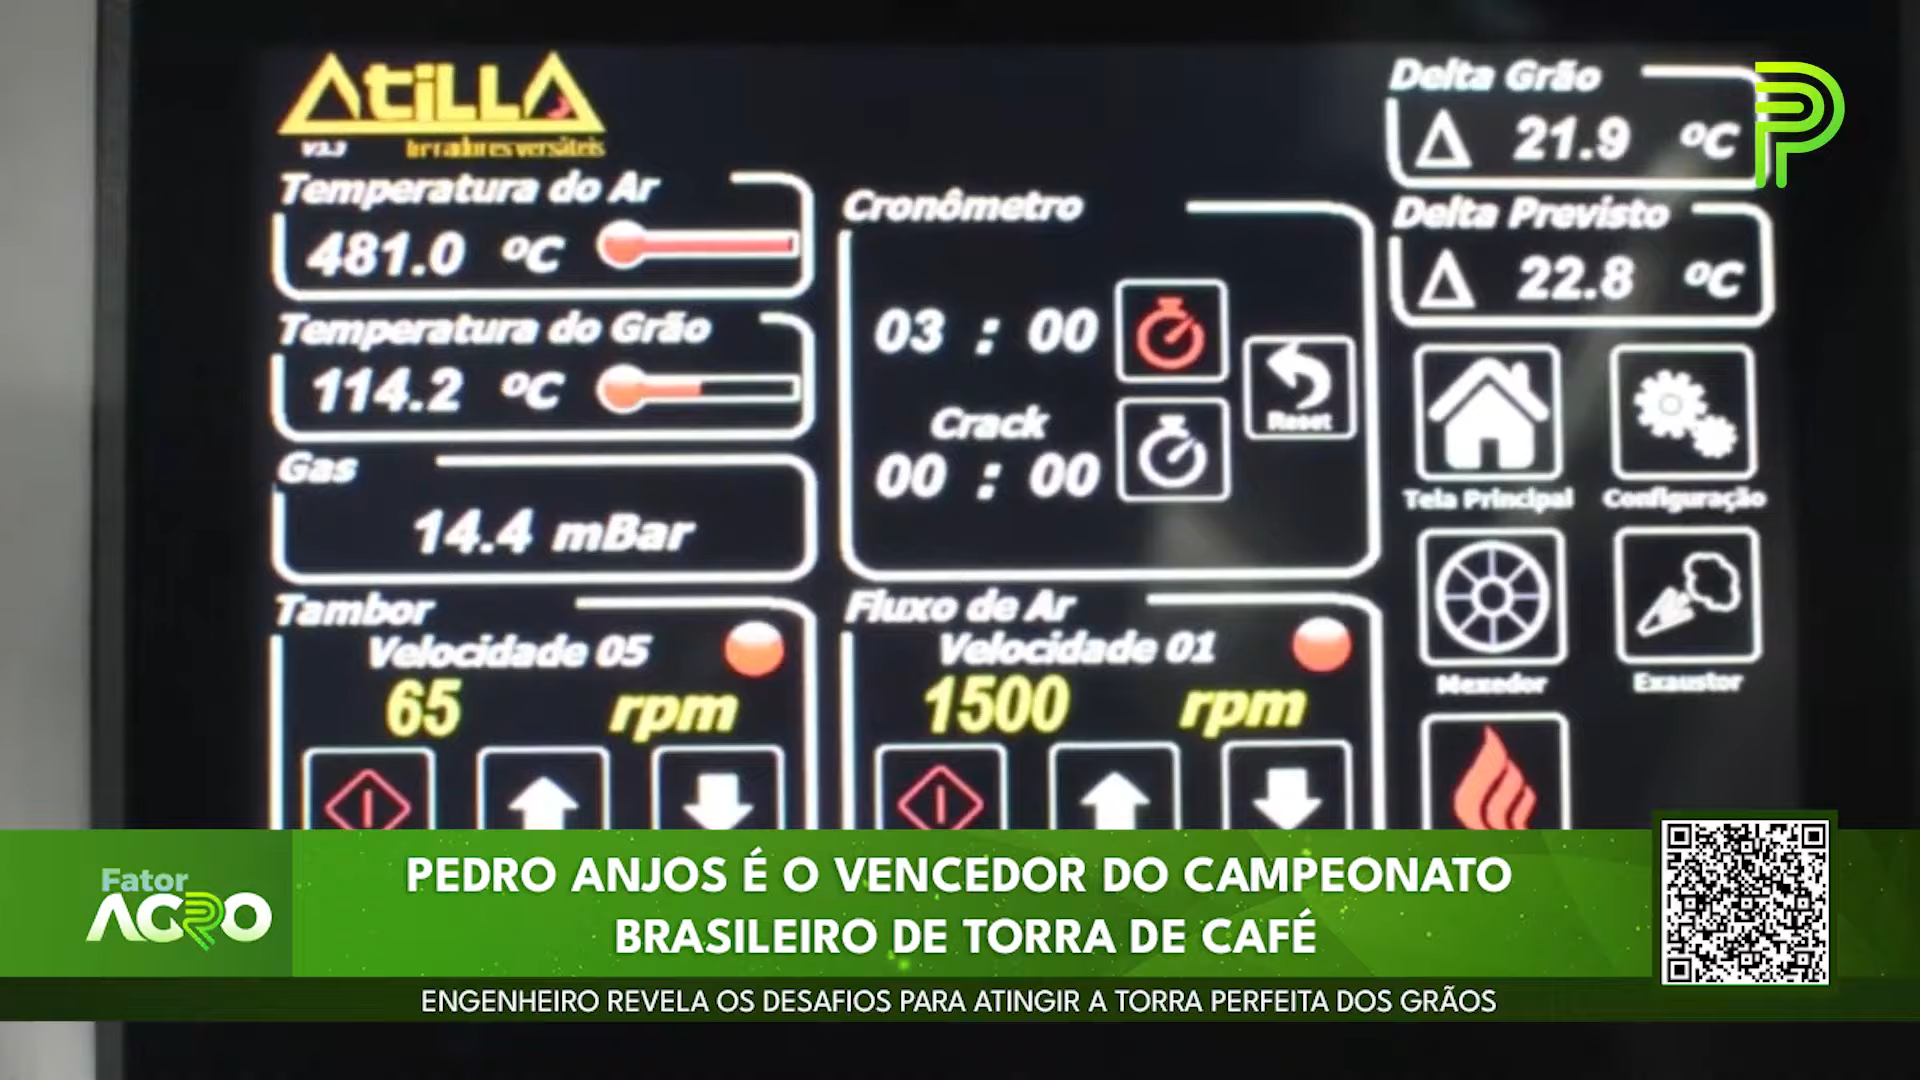 Atilla
V3.3 Torradores versáteis
Temperatura do Ar
481.0 ºC
Temperatura do Grão
114.2 ºC
Gas
14.4 mBar
Tambor
Velocidade 05
65 rpm
Cronômetro
03 : 00
Crack
00 : 00
Reset
Fluxo de Ar
Velocidade 01
1500 rpm
Delta Grão
Δ 21.9 ºC
Delta Previsto
Δ 22.8 ºC
Tela Principal
Configuração
Mexedor
Exaustor
Fator
AGRO
PEDRO ANJOS É O VENCEDOR DO CAMPEONATO
BRASILEIRO DE TORRA DE CAFÉ
ENGENHEIRO REVELA OS DESAFIOS PARA ATINGIR A TORRA PERFEITA DOS GRÃOS